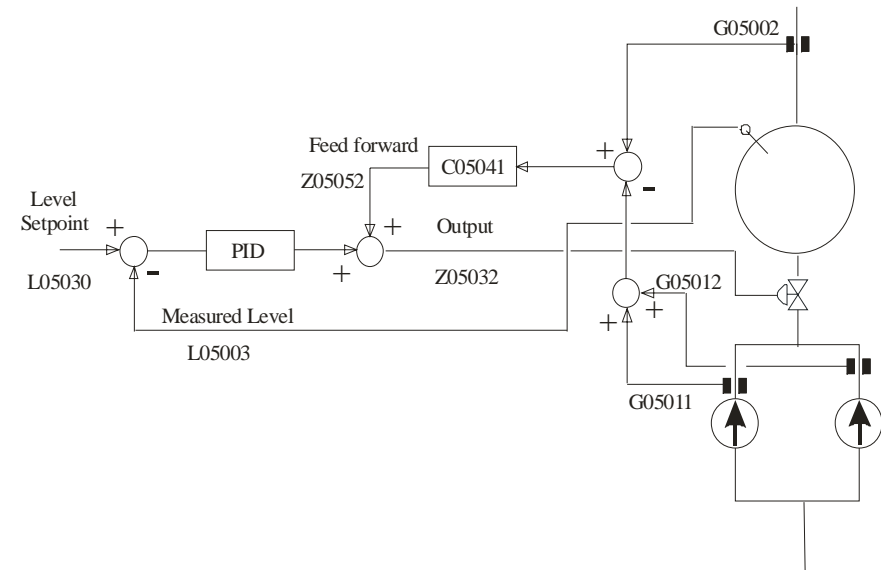 G05002
Feed forward
C05041
Z05052
Level
Setpoint
+
+
-
+
Output
PID
-
+
L05030
Z05032
G05012
Measured Level
+
+
L05003
G05011